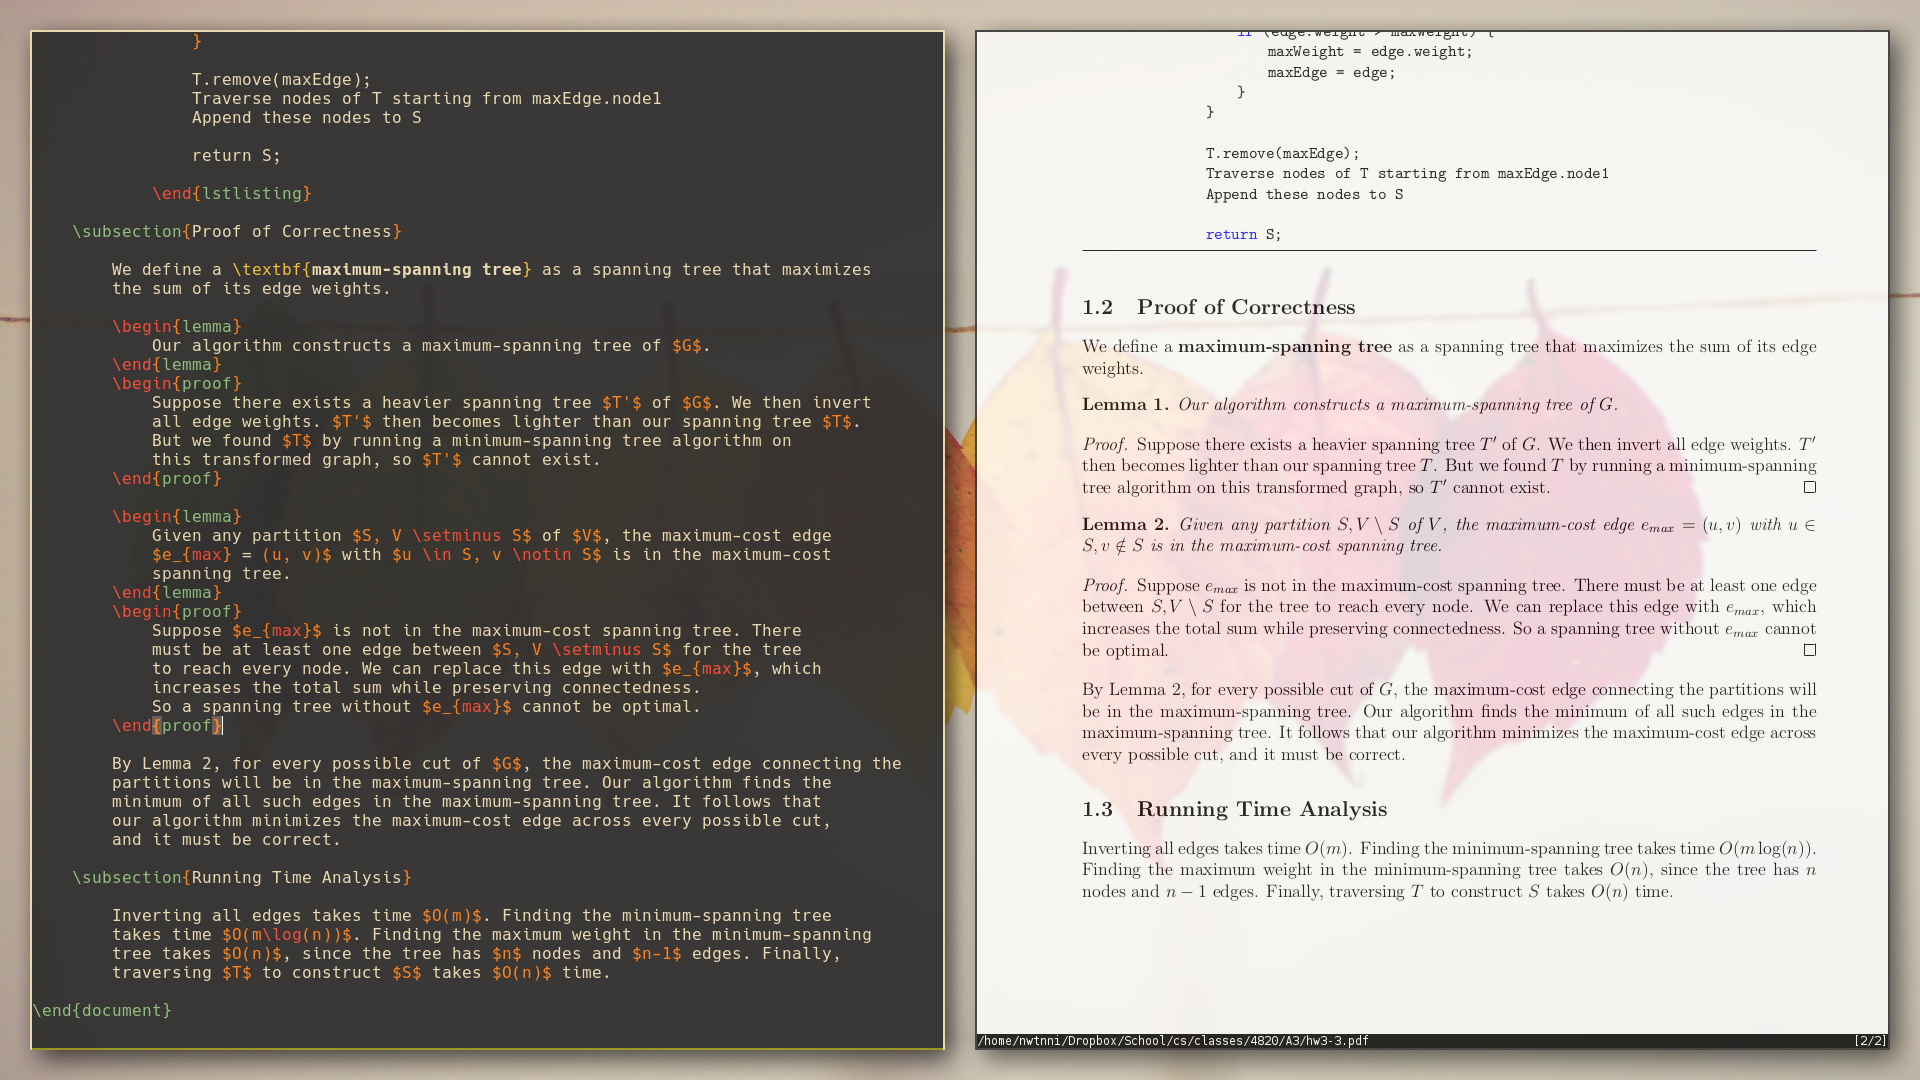 }
T.remove(maxEdge);
Traverse nodes of T starting from maxEdge.node1
Append these nodes to S
return S;
\end{lstlisting}
\subsection{Proof of Correctness}
We define a \textbf{maximum-spanning tree} as a spanning tree that maximizes
the sum of its edge weights.
\begin{lemma}
Our algorithm constructs a maximum-spanning tree of $G$.
\end{lemma}
\begin{proof}
Suppose there exists a heavier spanning tree $T'$ of $G$. We then invert
all edge weights. $T'$ then becomes lighter than our spanning tree $T$.
But we found $T$ by running a minimum-spanning tree algorithm on
this transformed graph, so $T'$ cannot exist.
\end{proof}
\begin{lemma}
Given any partition $S, V \setminus S$ of $V$, the maximum-cost edge
$e_{max} = (u, v)$ with $u \in S, v \notin S$ is in the maximum-cost
spanning tree.
\end{lemma}
\begin{proof}
Suppose $e_{max}$ is not in the maximum-cost spanning tree. There
must be at least one edge between $S, V \setminus S$ for the tree
to reach every node. We can replace this edge with $e_{max}$, which
increases the total sum while preserving connectedness.
So a spanning tree without $e_{max}$ cannot be optimal.
\end{proof}
By Lemma 2, for every possible cut of $G$, the maximum-cost edge connecting the
partitions will be in the maximum-spanning tree. Our algorithm finds the
minimum of all such edges in the maximum-spanning tree. It follows that
our algorithm minimizes the maximum-cost edge across every possible cut,
and it must be correct.
\subsection{Running Time Analysis}
Inverting all edges takes time $O(m)$. Finding the minimum-spanning tree
takes time $O(m\log(n))$. Finding the maximum weight in the minimum-spanning
tree takes $O(n)$, since the tree has $n$ nodes and $n-1$ edges. Finally,
traversing $T$ to construct $S$ takes $O(n)$ time.
\end{document}
if (edge.weight > maxWeight) {
maxWeight = edge.weight;
maxEdge = edge;
}
}
T.remove(maxEdge);
Traverse nodes of T starting from maxEdge.node1
Append these nodes to S
return S;
1.2 Proof of Correctness
We define a maximum-spanning tree as a spanning tree that maximizes the sum of its edge
weights.
Lemma 1. Our algorithm constructs a maximum-spanning tree of G.
Proof. Suppose there exists a heavier spanning tree T′ of G. We then invert all edge weights. T′
then becomes lighter than our spanning tree T. But we found T by running a minimum-spanning
tree algorithm on this transformed graph, so T′ cannot exist. □
Lemma 2. Given any partition S, V \ S of V, the maximum-cost edge e_max = (u, v) with u ∈
S, v ∉ S is in the maximum-cost spanning tree.
Proof. Suppose e_max is not in the maximum-cost spanning tree. There must be at least one edge
between S, V \ S for the tree to reach every node. We can replace this edge with e_max, which
increases the total sum while preserving connectedness. So a spanning tree without e_max cannot
be optimal. □
By Lemma 2, for every possible cut of G, the maximum-cost edge connecting the partitions will
be in the maximum-spanning tree. Our algorithm finds the minimum of all such edges in the
maximum-spanning tree. It follows that our algorithm minimizes the maximum-cost edge across
every possible cut, and it must be correct.
1.3 Running Time Analysis
Inverting all edges takes time O(m). Finding the minimum-spanning tree takes time O(m log(n)).
Finding the maximum weight in the minimum-spanning tree takes O(n), since the tree has n
nodes and n − 1 edges. Finally, traversing T to construct S takes O(n) time.
/home/nwtnni/Dropbox/School/cs/classes/4820/A3/hw3-3.pdf [2/2]